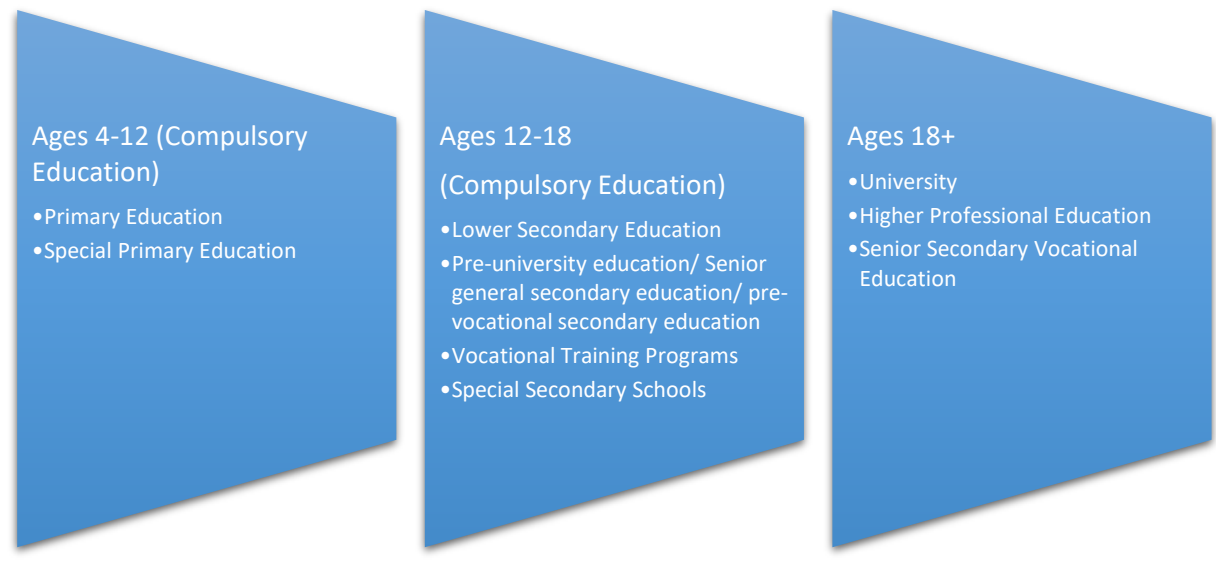 Ages 4-12 (Compulsory
Education)
•Primary Education
•Special Primary Education
Ages 12-18
(Compulsory Education)
•Lower Secondary Education
•Pre-university education/ Senior
general secondary education/ pre-
vocational secondary education
•Vocational Training Programs
•Special Secondary Schools
Ages 18+
•University
•Higher Professional Education
•Senior Secondary Vocational
Education